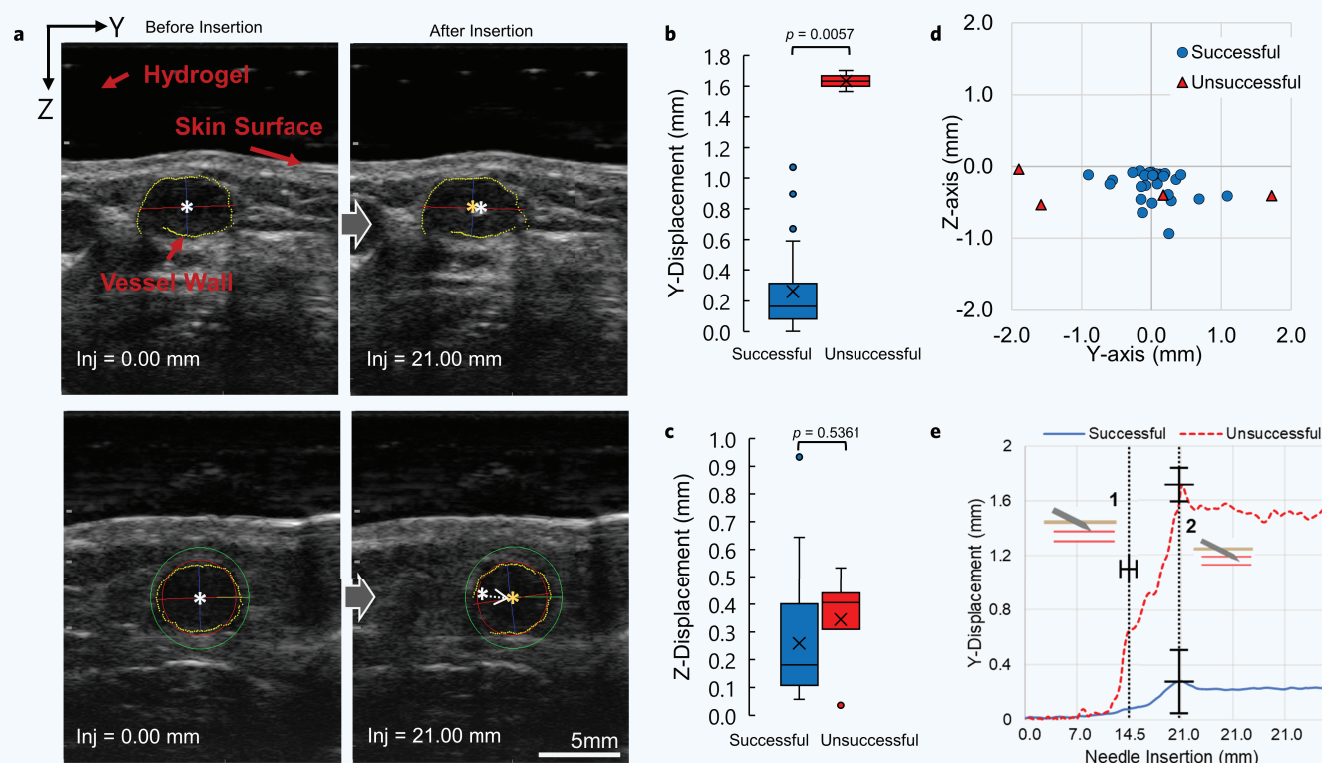 a
Y
Z
Before Insertion
After Insertion
Hydrogel
Skin Surface
*
*
*
Vessel Wall
Inj = 0.00 mm
Inj = 21.00 mm
*
*
*
Inj = 0.00 mm
Inj = 21.00 mm
5mm
b
p = 0.0057
Y-Displacement (mm)
1.8
1.6
1.4
1.2
1.0
0.8
0.6
0.4
0.2
0.0
Successful
Unsuccessful
c
p = 0.5361
Z-Displacement (mm)
1.0
0.9
0.8
0.7
0.6
0.5
0.4
0.3
0.2
0.1
0.0
Successful
Unsuccessful
d
Successful
Unsuccessful
Z-axis (mm)
2.0
1.0
0.0
-1.0
-2.0
-2.0
-1.0
0.0
1.0
2.0
Y-axis (mm)
e
Successful
Unsuccessful
Y-Displacement (mm)
2
1.6
1.2
0.8
0.4
0
1
2
0.0
7.0
14.5
21.0
21.0
21.0
Needle Insertion (mm)